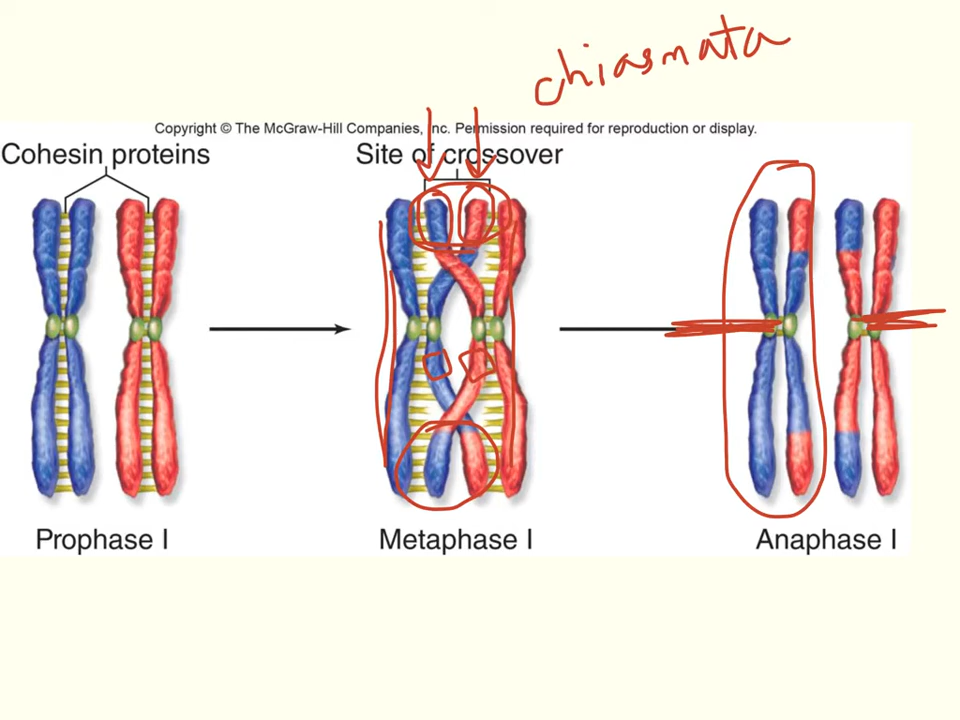 chiasmata
Copyright © The McGraw-Hill Companies, Inc. Permission required for reproduction or display.
Cohesin proteins
Site of crossover
Prophase I
Metaphase I
Anaphase I